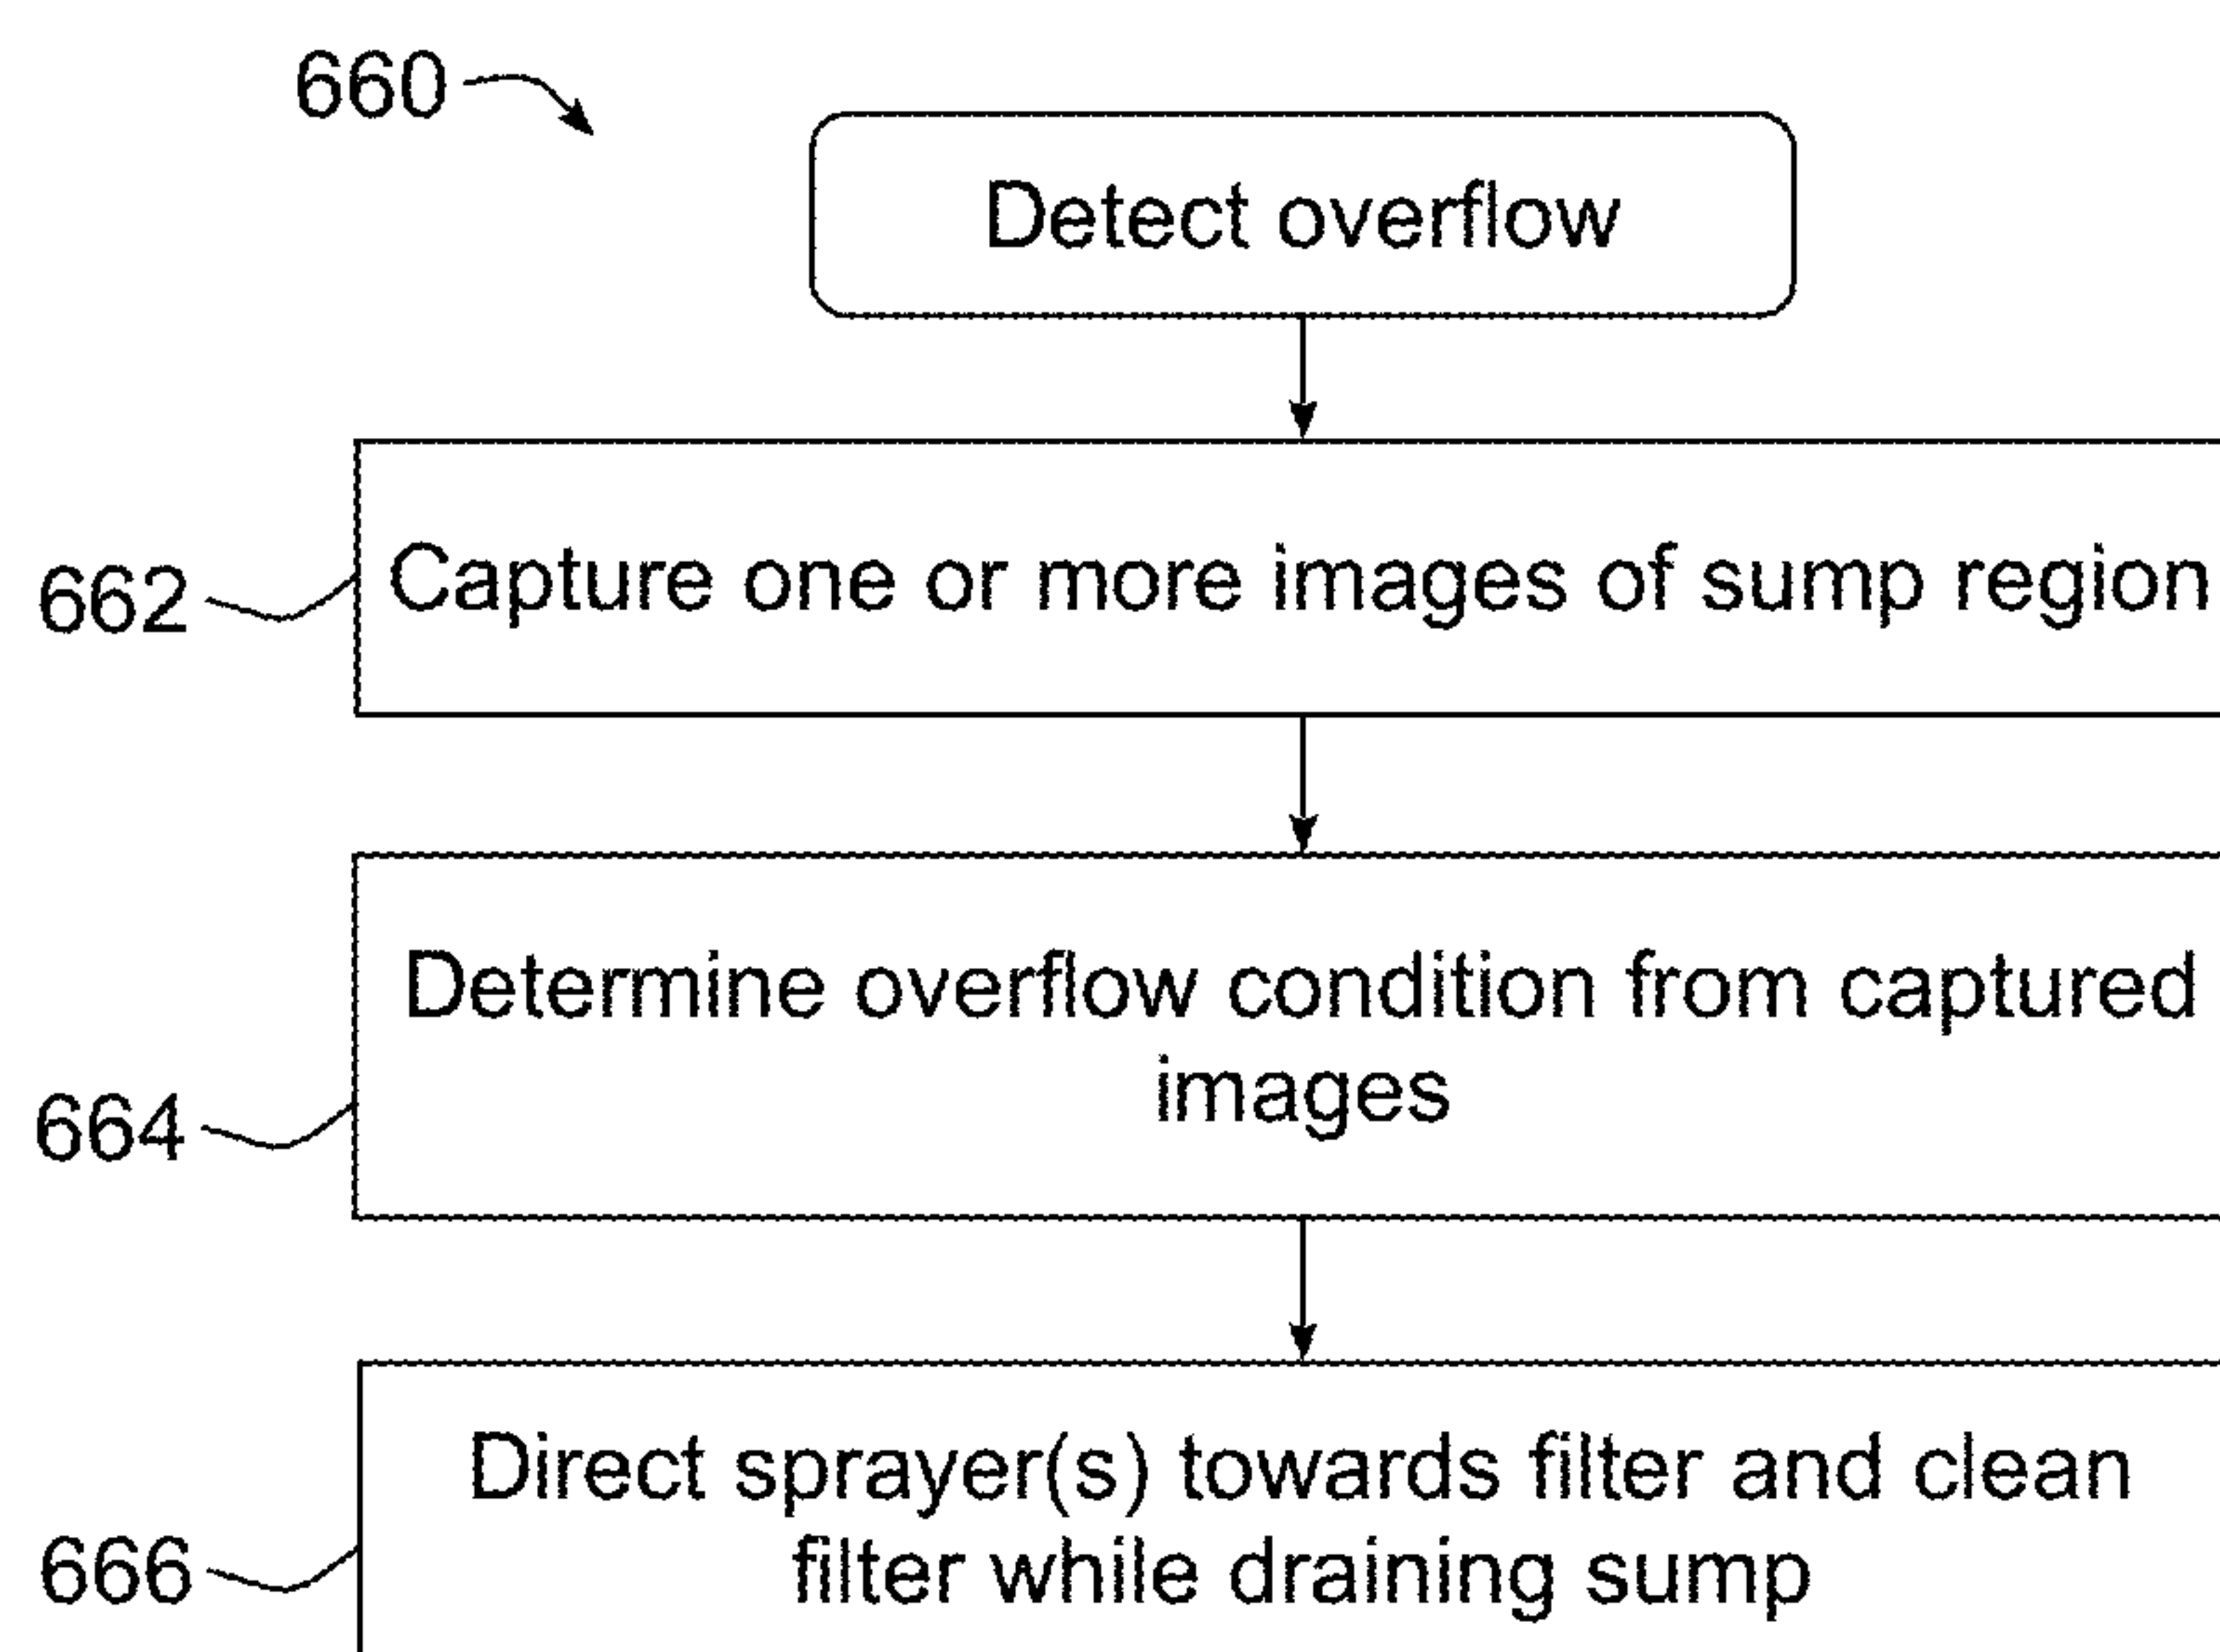 660
Detect overflow
662
Capture one or more images of sump region
Determine overflow condition from captured
images
664
Direct sprayer(s) towards filter and clean
filter while draining sump
666